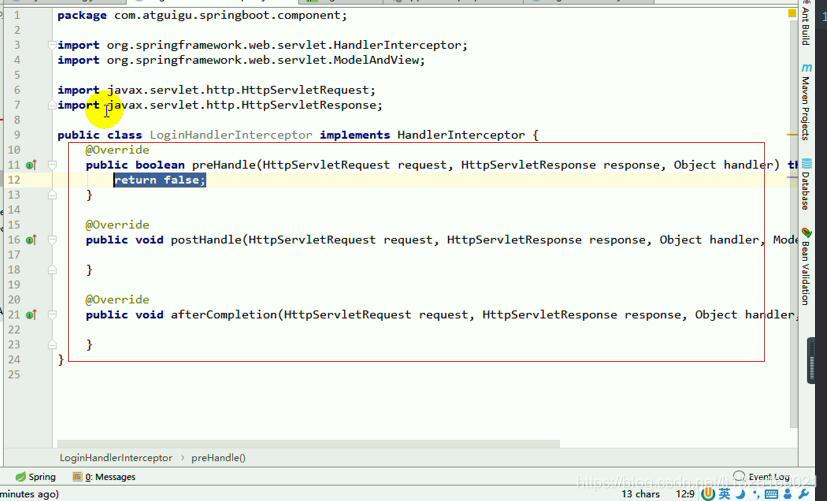 1 package com.atguigu.springboot.component;
2
3 import org.springframework.web.servlet.HandlerInterceptor;
4 import org.springframework.web.servlet.ModelAndView;
5
6 import javax.servlet.http.HttpServletRequest;
7 import javax.servlet.http.HttpServletResponse;
8
9 public class LoginHandlerInterceptor implements HandlerInterceptor {
10 @Override
11 public boolean preHandle(HttpServletRequest request, HttpServletResponse response, Object handler) th
12 return false;
13 }
14
15 @Override
16 public void postHandle(HttpServletRequest request, HttpServletResponse response, Object handler, Mode
17
18 }
19
20 @Override
21 public void afterCompletion(HttpServletRequest request, HttpServletResponse response, Object handler,
22
23 }
24 }
25
Ant Build
Maven Projects
Database
Bean Validation
LoginHandlerInterceptor > preHandle()
Spring 0: Messages Event Log
minutes ago) 13 chars 12:9 英